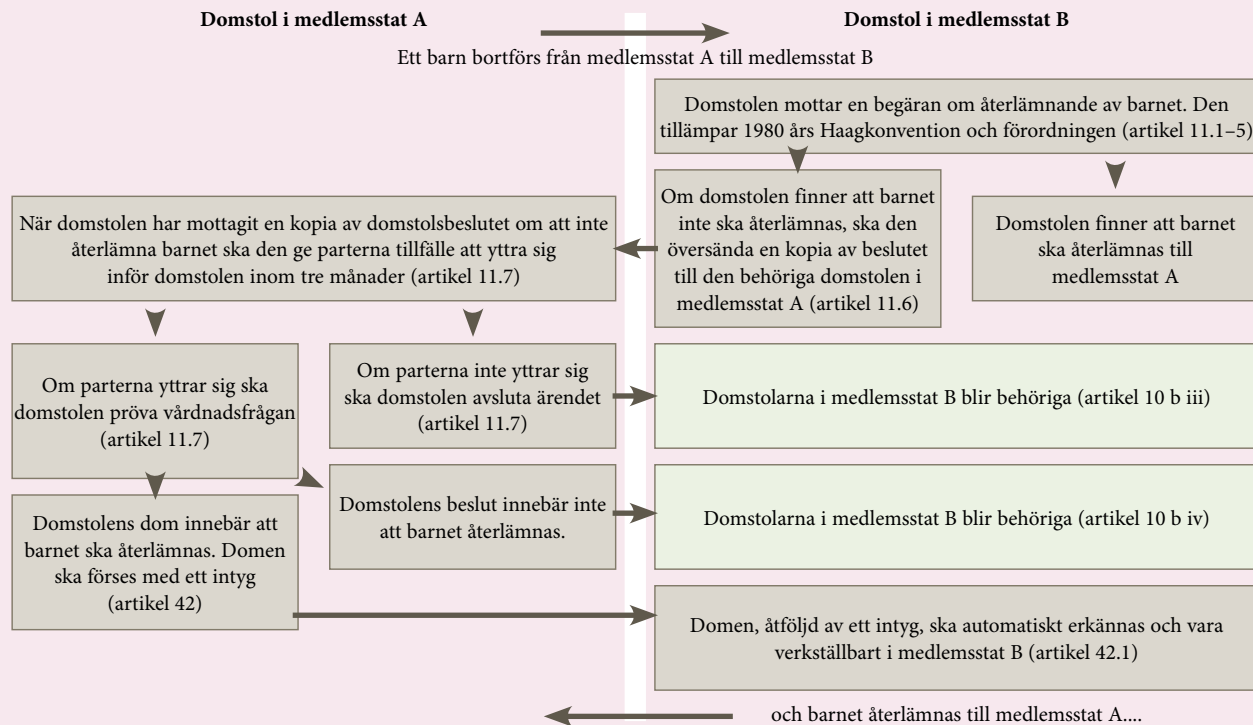 Domstol i medlemsstat A
Domstol i medlemsstat B
Ett barn bortförs från medlemsstat A till medlemsstat B
Domstolen mottar en begäran om återlämnande av barnet. Den
tillämpar 1980 års Haagkonvention och förordningen (artikel 11.1–5)
Om domstolen finner att barnet
inte ska återlämnas, ska den
översända en kopia av beslutet
till den behöriga domstolen i
medlemsstat A (artikel 11.6)
Domstolen finner att barnet
ska återlämnas till
medlemsstat A
När domstolen har mottagit en kopia av domstolsbeslutet om att inte
återlämna barnet ska den ge parterna tillfälle att yttra sig
inför domstolen inom tre månader (artikel 11.7)
Om parterna yttrar sig ska
domstolen pröva vårdnadsfrågan
(artikel 11.7)
Om parterna inte yttrar sig
ska domstolen avsluta ärendet
(artikel 11.7)
Domstolarna i medlemsstat B blir behöriga (artikel 10 b iii)
Domstolens dom innebär att
barnet ska återlämnas. Domen
ska förses med ett intyg
(artikel 42)
Domstolens beslut innebär inte
att barnet återlämnas.
Domstolarna i medlemsstat B blir behöriga (artikel 10 b iv)
Domen, åtföljd av ett intyg, ska automatiskt erkännas och vara
verkställbart i medlemsstat B (artikel 42.1)
och barnet återlämnas till medlemsstat A....